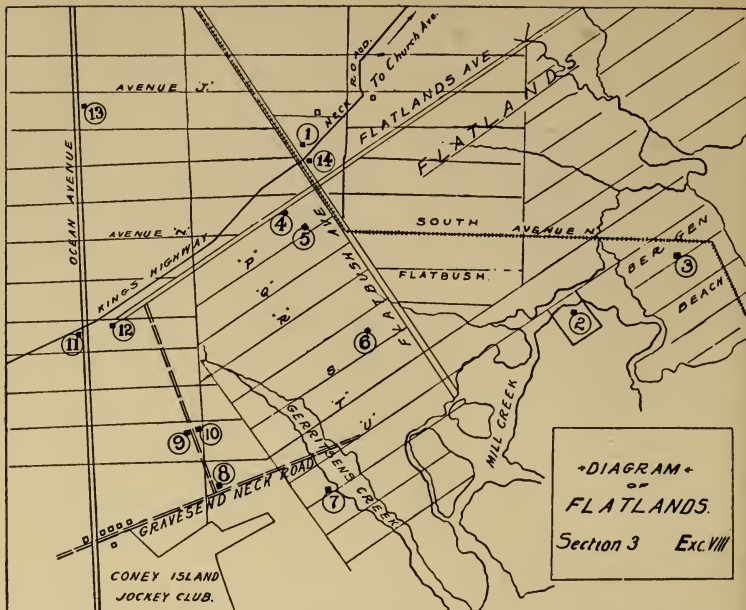 NECK ROAD.
To Church Ave.
FLATLANDS AVE
FLATLANDS
AVENUE "J."
13
1
14
OCEAN AVENUE
4
5
AVENUE "N."
KINGS HIGHWAY
SOUTH AVENUE N
FLATBUSH AVE
FLATBUSH.
BERGEN BEACH
3
"P"
"Q"
"R"
S.
"T"
"U"
2
11
12
6
9
10
8
7
GERRITSENS CREEK
MILL CREEK
GRAVESEND NECK ROAD
CONEY ISLAND
JOCKEY CLUB.
DIAGRAM
OF
FLATLANDS.
Section 3 Exc. VIII